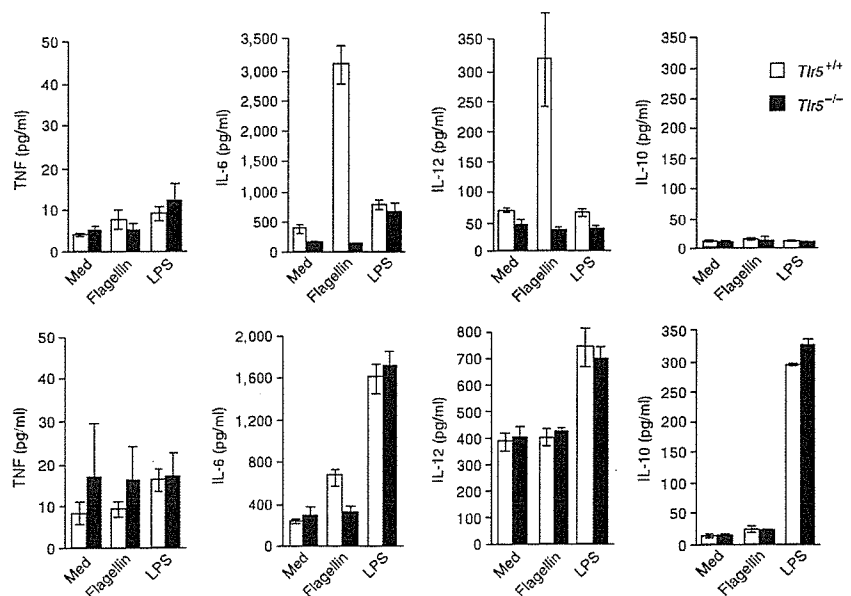 TNF (pg/ml)
50
40
30
20
10
0
Med
Flagellin
LPS
IL-6 (pg/ml)
3,500
3,000
2,500
2,000
1,500
1,000
500
0
Med
Flagellin
LPS
IL-12 (pg/ml)
350
300
250
200
150
100
50
0
Med
Flagellin
LPS
IL-10 (pg/ml)
350
300
250
200
150
100
50
0
Med
Flagellin
LPS
Tlr5+/+
Tlr5−/−
TNF (pg/ml)
50
40
30
20
10
0
Med
Flagellin
LPS
IL-6 (pg/ml)
2,000
1,600
1,200
800
400
0
Med
Flagellin
LPS
IL-12 (pg/ml)
800
700
600
500
400
300
200
100
0
Med
Flagellin
LPS
IL-10 (pg/ml)
350
300
250
200
150
100
50
0
Med
Flagellin
LPS